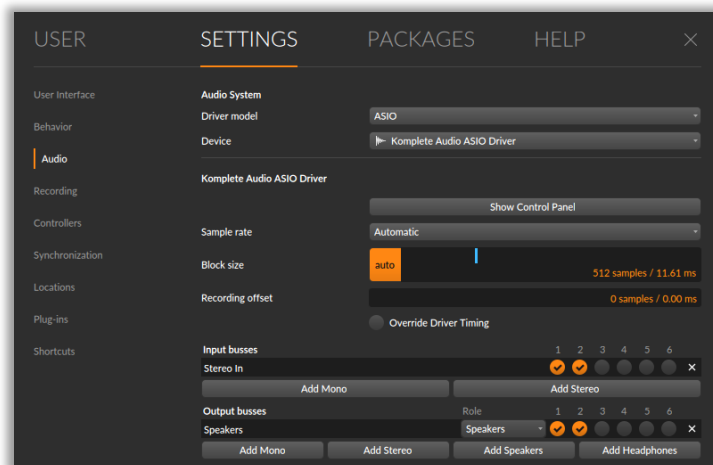 USER SETTINGS PACKAGES HELP ×
User Interface
Behavior
Audio
Recording
Controllers
Synchronization
Locations
Plug-ins
Shortcuts
Audio System
Driver model ASIO
Device Komplete Audio ASIO Driver
Komplete Audio ASIO Driver
Show Control Panel
Sample rate Automatic
Block size auto 512 samples / 11.61 ms
Recording offset 0 samples / 0.00 ms
Override Driver Timing
Input busses 1 2 3 4 5 6
Stereo In ×
Add Mono Add Stereo
Output busses Role 1 2 3 4 5 6
Speakers Speakers ×
Add Mono Add Stereo Add Speakers Add Headphones